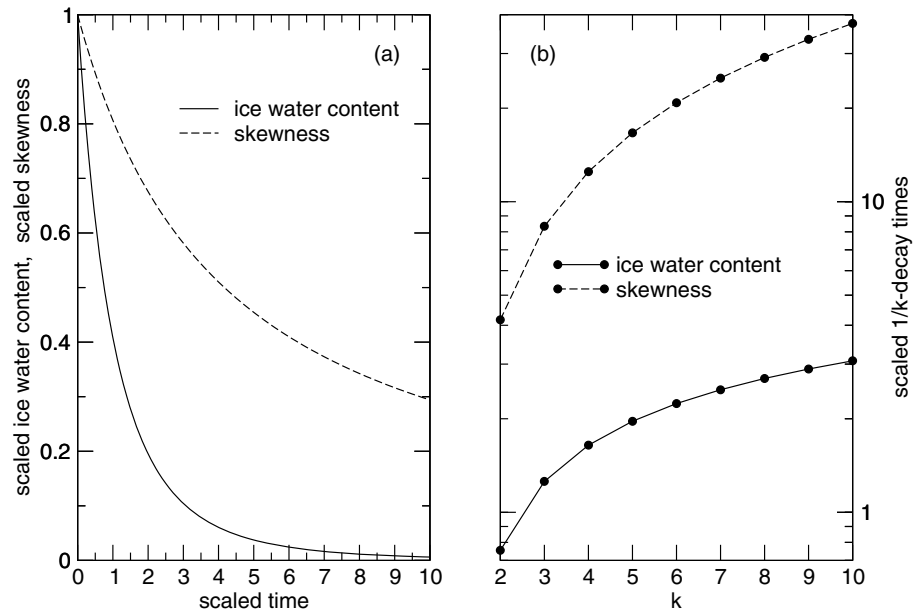 (a)
ice water content
skewness
scaled ice water content, scaled skewness
1
0.8
0.6
0.4
0.2
0
0 1 2 3 4 5 6 7 8 9 10
scaled time
(b)
ice water content
skewness
10
1
scaled 1/k-decay times
2 3 4 5 6 7 8 9 10
k